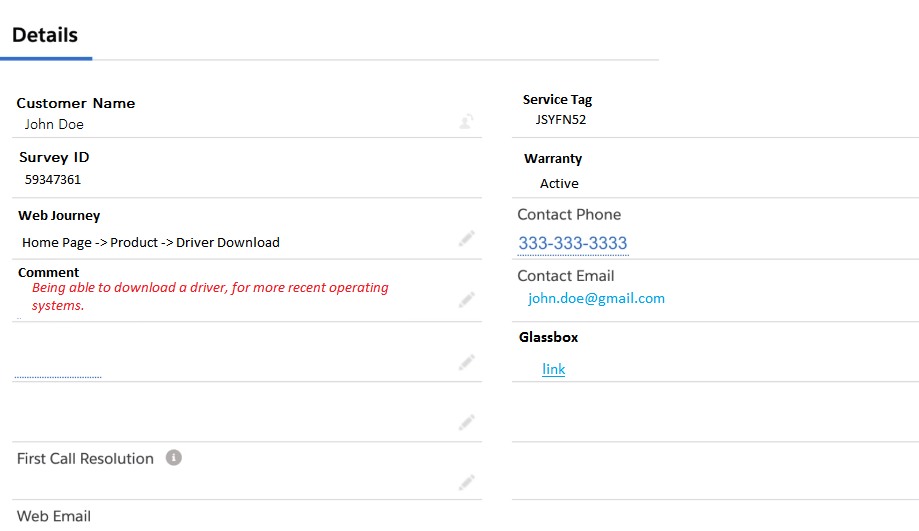 Details
Customer Name
John Doe
Survey ID
59347361
Web Journey
Home Page -> Product -> Driver Download
Comment
Being able to download a driver, for more recent operating
systems.
First Call Resolution
Web Email
Service Tag
JSYFN52
Warranty
Active
Contact Phone
333-333-3333
Contact Email
john.doe@gmail.com
Glassbox
link